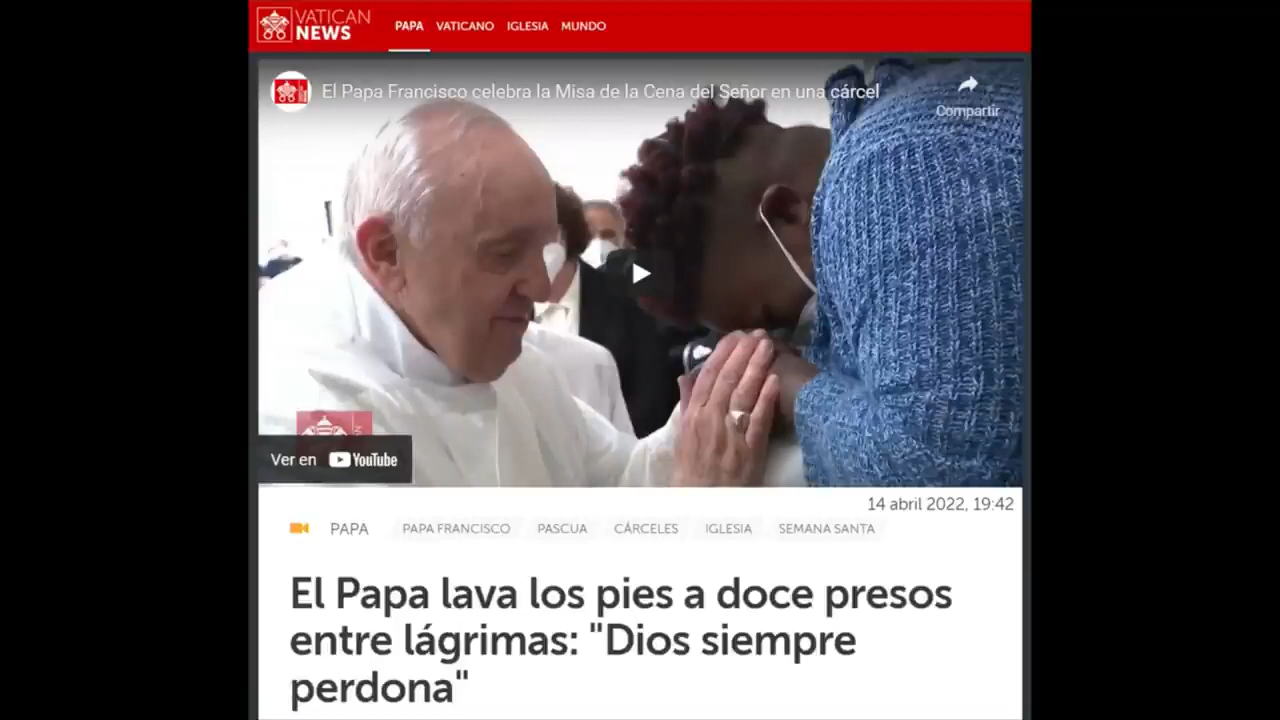 VATICAN
NEWS
PAPA VATICANO IGLESIA MUNDO
El Papa Francisco celebra la Misa de la Cena del Señor en una cárcel
Compartir
Ver en YouTube
14 abril 2022, 19:42
PAPA PAPA FRANCISCO PASCUA CÁRCELES IGLESIA SEMANA SANTA
El Papa lava los pies a doce presos
entre lágrimas: "Dios siempre
perdona"